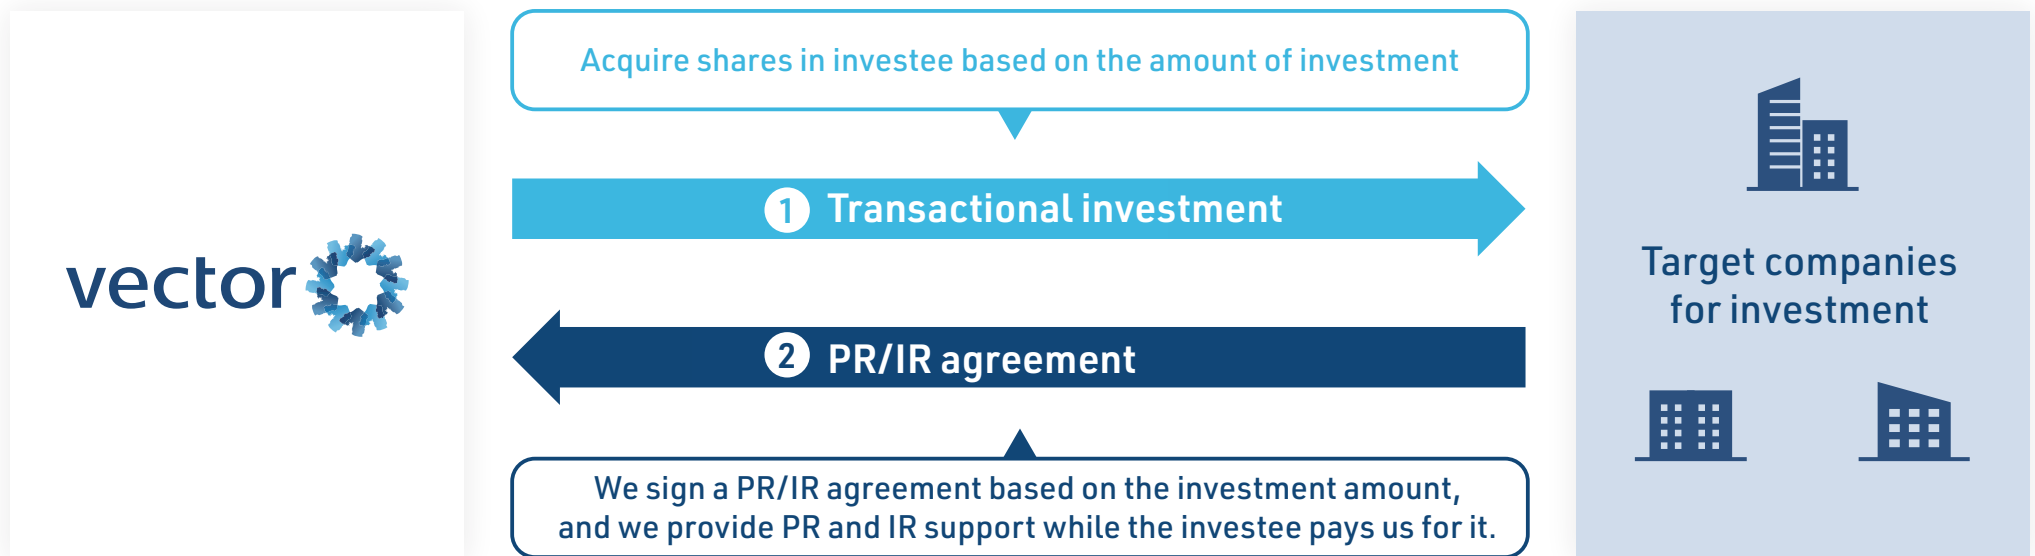 Acquire shares in investee based on the amount of investment
1 Transactional investment
vector
Target companies
for investment
2 PR/IR agreement
We sign a PR/IR agreement based on the investment amount,
and we provide PR and IR support while the investee pays us for it.